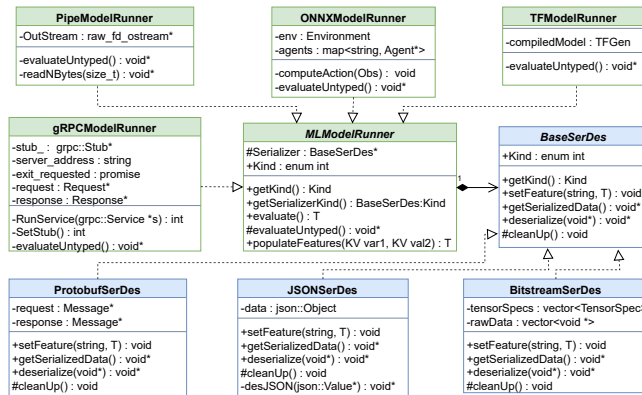 PipeModelRunner
-OutStream : raw_fd_ostream*
-evaluateUntyped() : void*
-readNBytes(size_t) : void*
ONNXModelRunner
-env : Environment
-agents : map<string, Agent*>
-computeAction(Obs) : void
-evaluateUntyped() : void*
TFModelRunner
-compiledModel : TFGen
-evaluateUntyped() : void*
gRPCModelRunner
-stub_ : grpc::Stub*
-server_address : string
-exit_requested : promise
-request : Request*
-response : Response*
-RunService(grpc::Service *s) : int
-SetStub() : int
-evaluateUntyped() : void*
MLModelRunner
#Serializer : BaseSerDes*
+Kind : enum int
+getKind() : Kind
+getSerializerKind() : BaseSerDes:Kind
+evaluate() : T
#evaluateUntyped() : void*
+populateFeatures(KV var1, KV val2) : T
1
BaseSerDes
+Kind : enum int
+getKind() : Kind
+setFeature(string, T) : void
+getSerializedData() : void*
+deserialize(void*) : void*
#cleanUp() : void
ProtobufSerDes
-request : Message*
-response : Message*
+setFeature(string, T) : void
+getSerializedData() : void*
+deserialize(void*) : void*
#cleanUp() : void
JSONSerDes
-data : json::Object
+setFeature(string, T) : void
+getSerializedData() : void*
+deserialize(void*) : void*
#cleanUp() : void
-desJSON(json::Value*) : void*
BitstreamSerDes
-tensorSpecs : vector<TensorSpec>
-rawData : vector<void *>
+setFeature(string, T) : void
+getSerializedData() : void*
+deserialize(void*) : void*
#cleanUp() : void